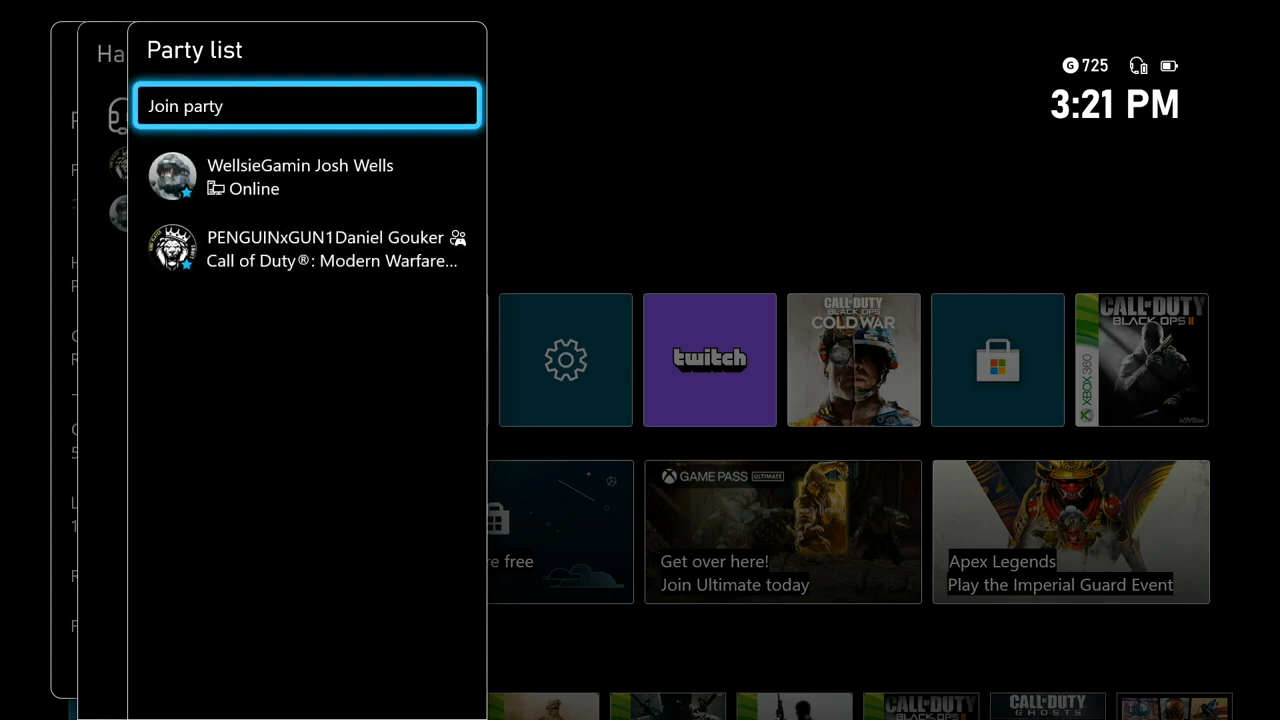 Party list
Ha
Join party
WellsieGamin Josh Wells
Online
PENGUINxGUN1Daniel Gouker
Call of Duty®: Modern Warfare...
G 725
3:21 PM
twitch
CALL OF DUTY
BLACK OPS
COLD WAR
XBOX 360
CALL OF DUTY
BLACK OPS II
ACTIVISION
re free
GAME PASS ULTIMATE
Get over here!
Join Ultimate today
Apex Legends
Play the Imperial Guard Event
CALL OF DUTY
BLACK OPS
CALL OF DUTY
GHOSTS